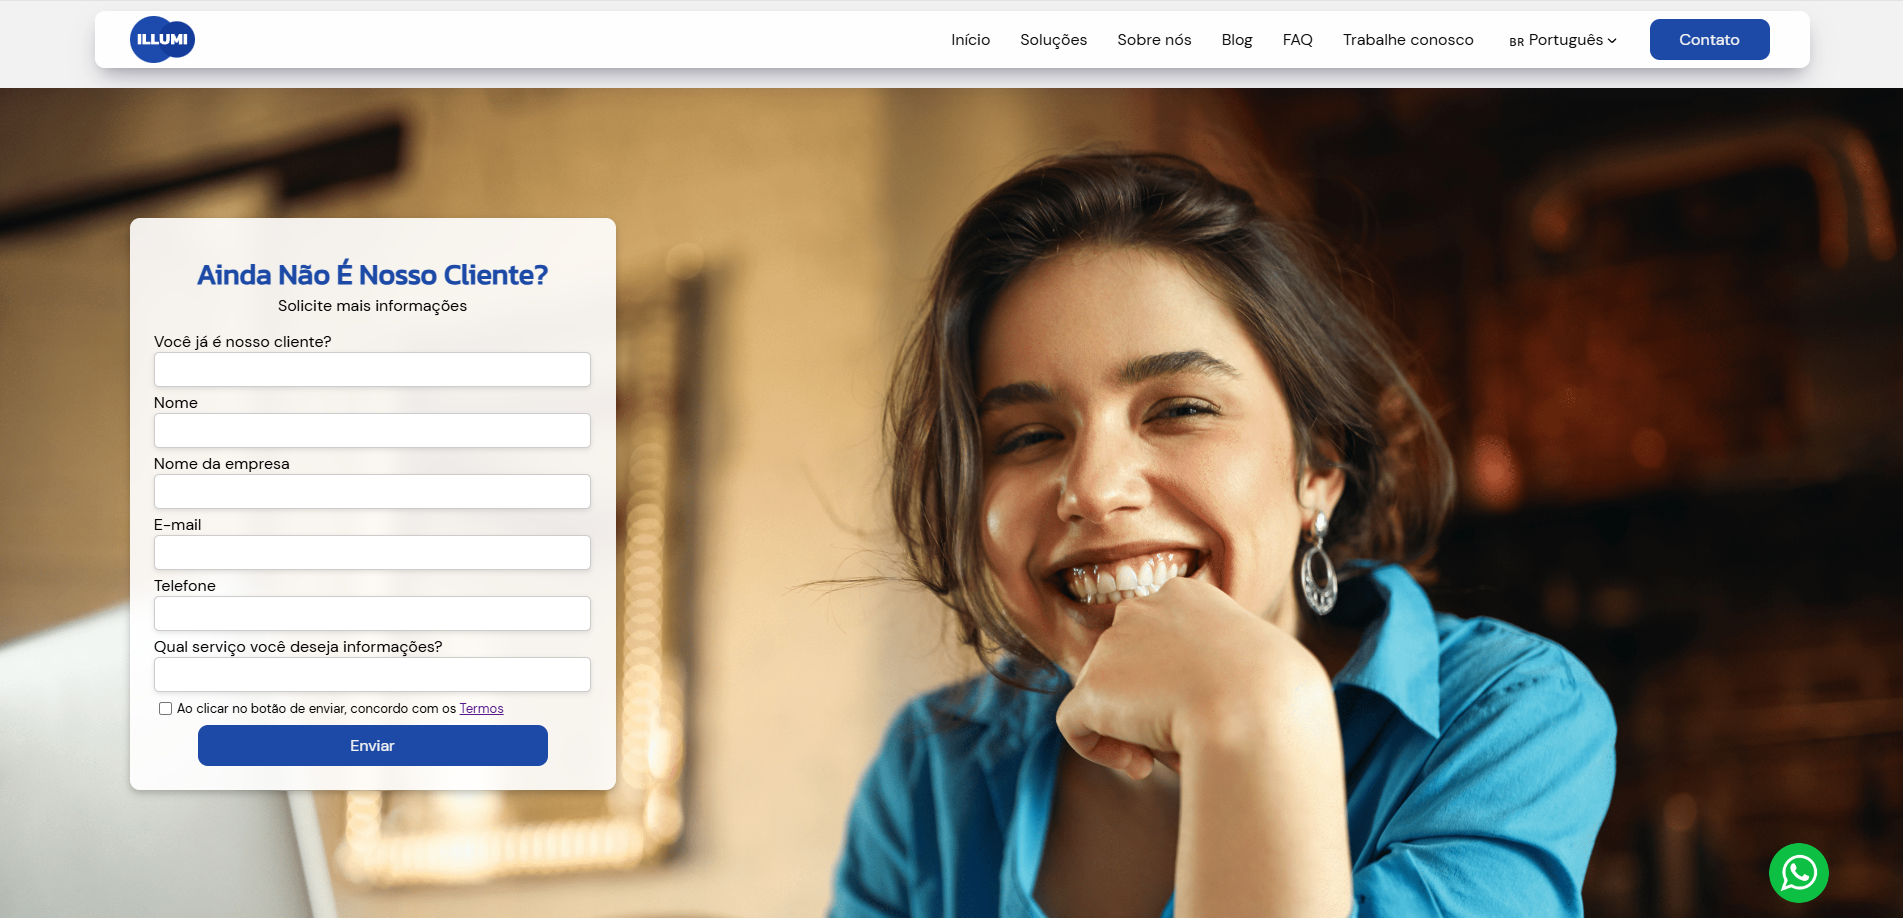 ILLUMI
Início
Soluções
Sobre nós
Blog
FAQ
Trabalhe conosco
BR Português
Contato
Ainda Não É Nosso Cliente?
Solicite mais informações
Você já é nosso cliente?
Nome
Nome da empresa
E-mail
Telefone
Qual serviço você deseja informações?
Ao clicar no botão de enviar, concordo com os Termos
Enviar